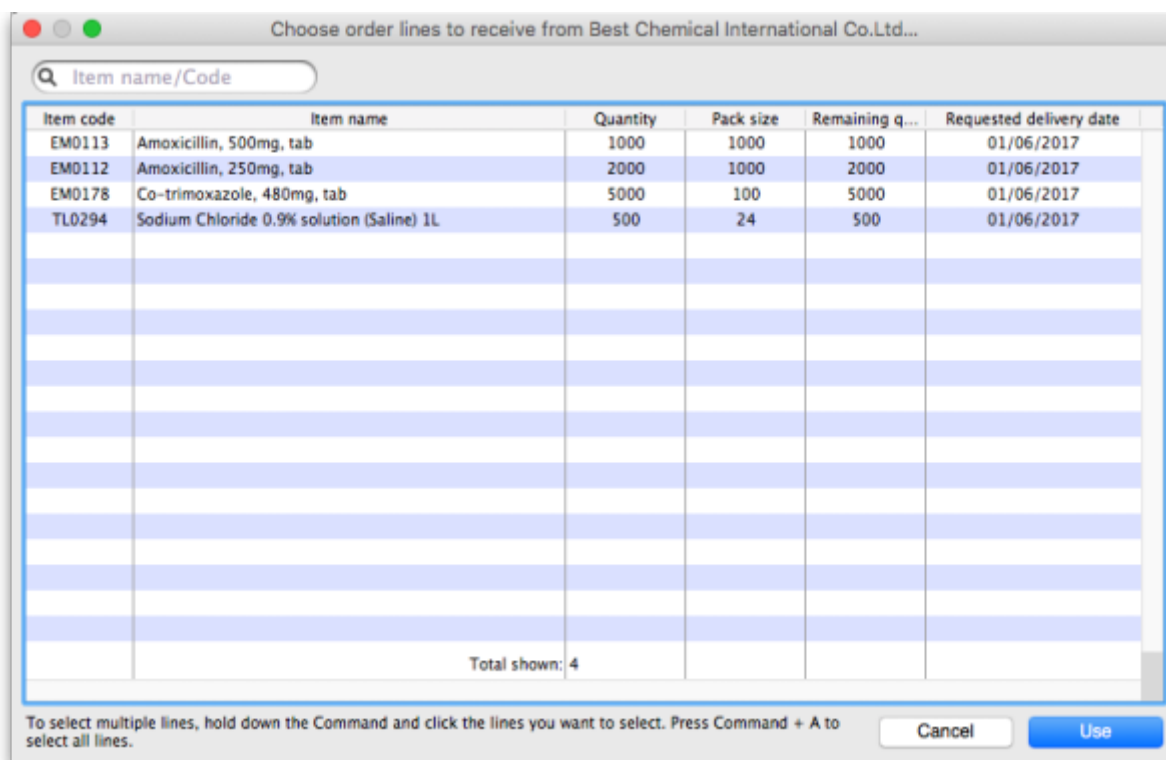 Choose order lines to receive from Best Chemical International Co.Ltd...
Item name/Code
Item code Item name Quantity Pack size Remaining q... Requested delivery date
EM0113 Amoxicillin, 500mg, tab 1000 1000 1000 01/06/2017
EM0112 Amoxicillin, 250mg, tab 2000 1000 2000 01/06/2017
EM0178 Co-trimoxazole, 480mg, tab 5000 100 5000 01/06/2017
TL0294 Sodium Chloride 0.9% solution (Saline) 1L 500 24 500 01/06/2017
Total shown: 4
To select multiple lines, hold down the Command and click the lines you want to select. Press Command + A to
select all lines.
Cancel Use